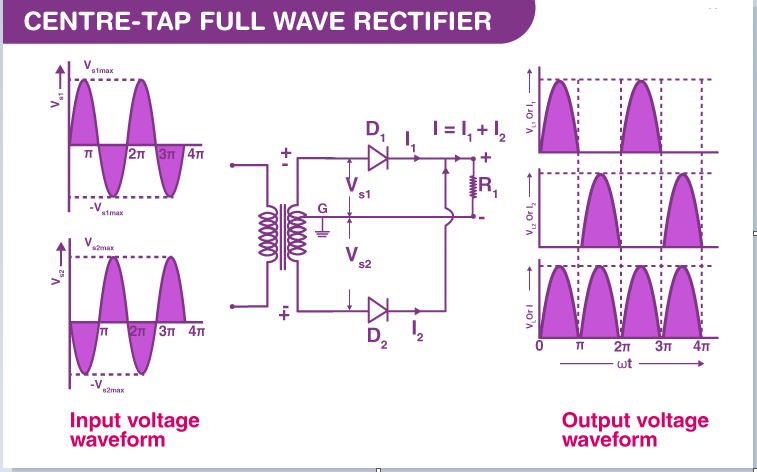 CENTRE-TAP FULL WAVE RECTIFIER
Vs1max
Vs1
π 2π 3π 4π
-Vs1max
Vs2max
Vs2
π 2π 3π 4π
-Vs2max
Input voltage
waveform
D1 I1 I = I1 + I2
+
-
+
Vs1
R1
G
-
Vs2
-
+
D2 I2
VL1 Or I1
VL2 Or I2
VL Or I
0 π 2π 3π 4π
ωt
Output voltage
waveform